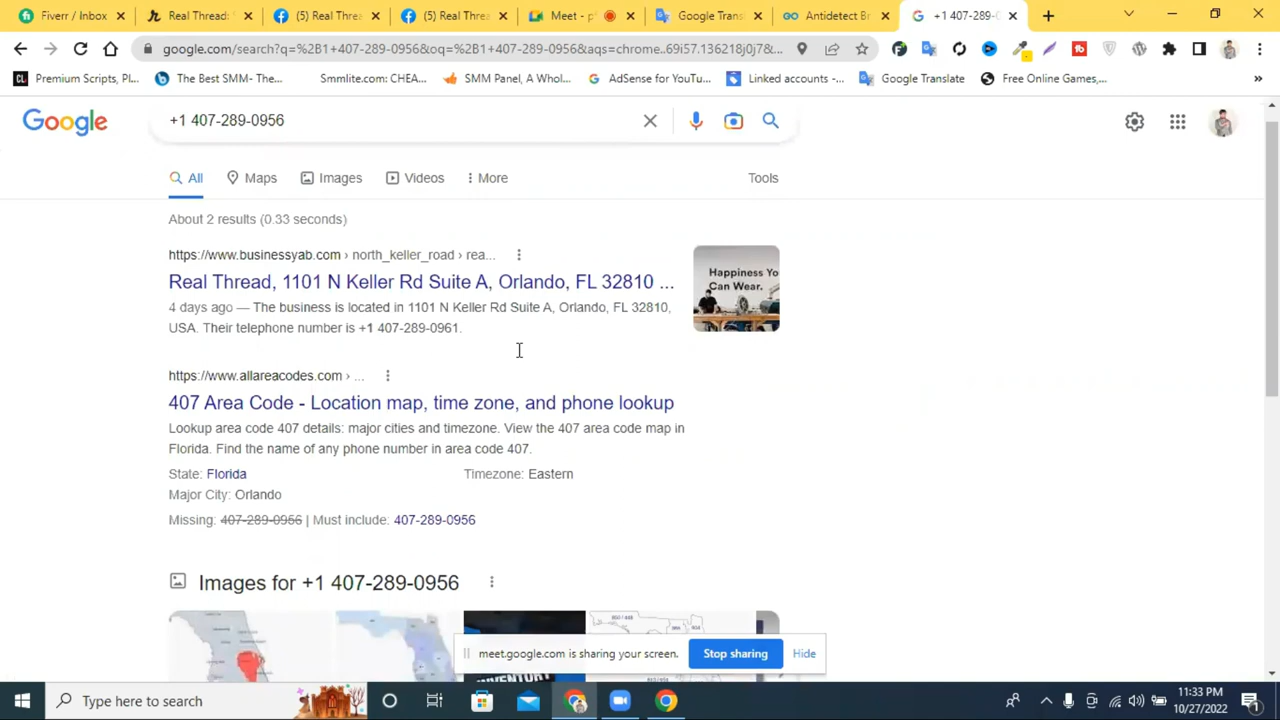 Fiverr / Inbox
Real Thread:
(5) Real Threa
(5) Real Threa
Meet - p
Google Trans
Antidetect Br
+1 407-289-0
google.com/search?q=%2B1+407-289-0956&oq=%2B1+407-289-0956&aqs=chrome..69i57.136218j0j7&...
Premium Scripts, Pl...
The Best SMM- The...
Smmlite.com: CHEA...
SMM Panel, A Whol...
AdSense for YouTu...
Linked accounts -...
Google Translate
Free Online Games,...
»
Google
+1 407-289-0956
All
Maps
Images
Videos
More
Tools
About 2 results (0.33 seconds)
https://www.businessyab.com › north_keller_road › rea...
Real Thread, 1101 N Keller Rd Suite A, Orlando, FL 32810 ...
4 days ago — The business is located in 1101 N Keller Rd Suite A, Orlando, FL 32810,
USA. Their telephone number is +1 407-289-0961.
Happiness Yo
Can Wear.
https://www.allareacodes.com › ...
407 Area Code - Location map, time zone, and phone lookup
Lookup area code 407 details: major cities and timezone. View the 407 area code map in
Florida. Find the name of any phone number in area code 407.
State: Florida
Timezone: Eastern
Major City: Orlando
Missing: 407-289-0956 | Must include: 407-289-0956
Images for +1 407-289-0956
meet.google.com is sharing your screen.
Stop sharing
Hide
Type here to search
11:33 PM
10/27/2022